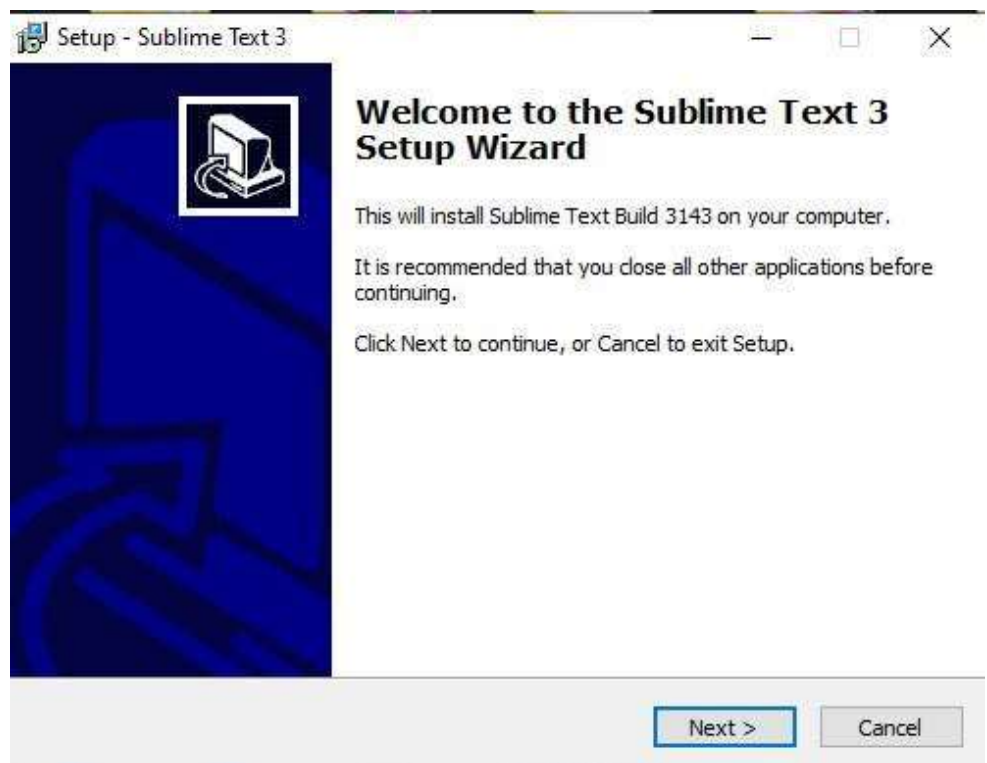 Setup - Sublime Text 3
Welcome to the Sublime Text 3
Setup Wizard
This will install Sublime Text Build 3143 on your computer.
It is recommended that you close all other applications before
continuing.
Click Next to continue, or Cancel to exit Setup.
Next >
Cancel